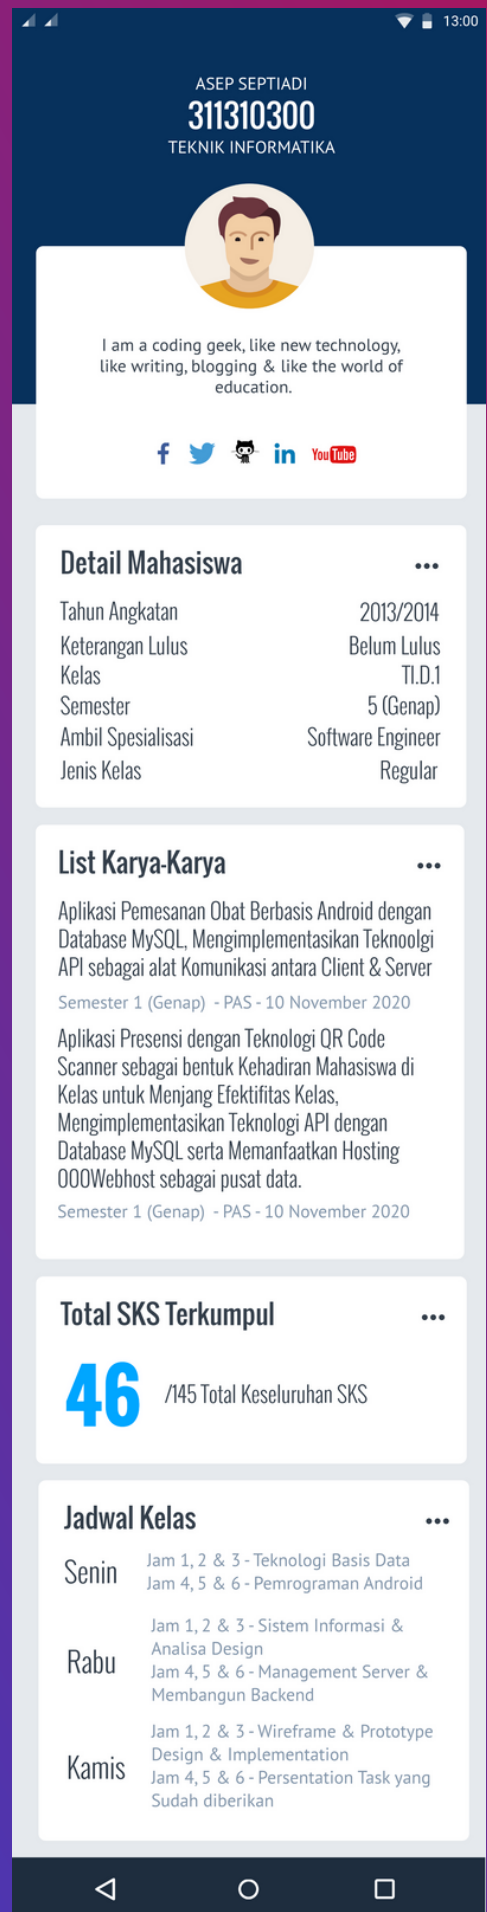 13:00
ASEP SEPTIADI
311310300
TEKNIK INFORMATIKA
I am a coding geek, like new technology,
like writing, blogging & like the world of
education.
f in YouTube
Detail Mahasiswa
Tahun Angkatan 2013/2014
Keterangan Lulus Belum Lulus
Kelas TI.D.1
Semester 5 (Genap)
Ambil Spesialisasi Software Engineer
Jenis Kelas Regular
List Karya-Karya
Aplikasi Pemesanan Obat Berbasis Android dengan
Database MySQL, Mengimplementasikan Teknoolgi
API sebagai alat Komunikasi antara Client & Server
Semester 1 (Genap) - PAS - 10 November 2020
Aplikasi Presensi dengan Teknologi QR Code
Scanner sebagai bentuk Kehadiran Mahasiswa di
Kelas untuk Menjang Efektifitas Kelas,
Mengimplementasikan Teknologi API dengan
Database MySQL serta Memanfaatkan Hosting
000Webhost sebagai pusat data.
Semester 1 (Genap) - PAS - 10 November 2020
Total SKS Terkumpul
46 /145 Total Keseluruhan SKS
Jadwal Kelas
Senin
Jam 1, 2 & 3 - Teknologi Basis Data
Jam 4, 5 & 6 - Pemrograman Android
Rabu
Jam 1, 2 & 3 - Sistem Informasi &
Analisa Design
Jam 4, 5 & 6 - Management Server &
Membangun Backend
Kamis
Jam 1, 2 & 3 - Wireframe & Prototype
Design & Implementation
Jam 4, 5 & 6 - Persentation Task yang
Sudah diberikan